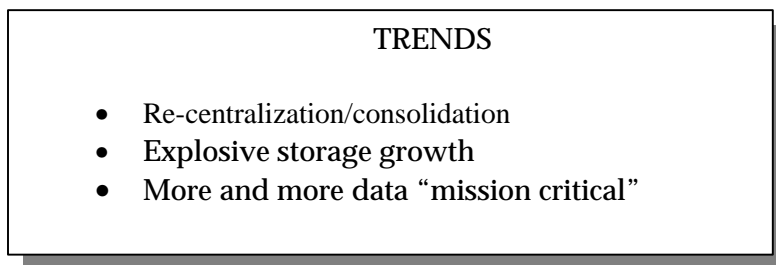 TRENDS
• Re-centralization/consolidation
• Explosive storage growth
• More and more data “mission critical”